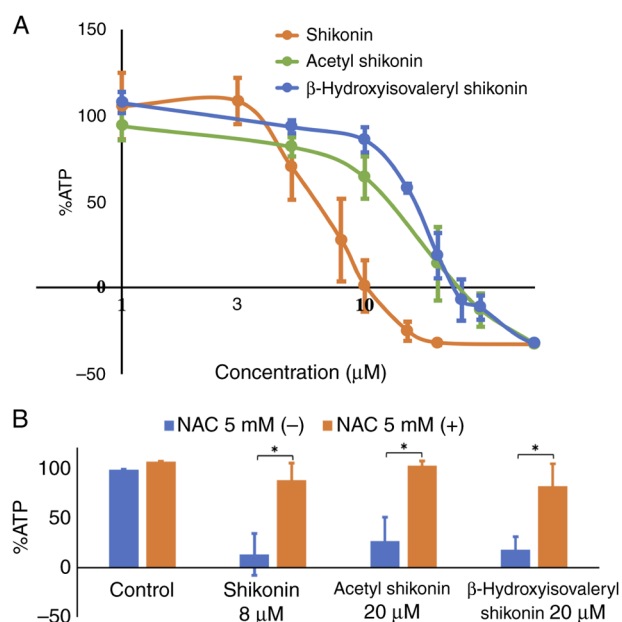 A
150
Shikonin
Acetyl shikonin
β-Hydroxyisovaleryl shikonin
100
%ATP
50
0
1
3
10
Concentration (μM)
–50
B
NAC 5 mM (–)
NAC 5 mM (+)
*
*
*
100
%ATP
50
0
Control
Shikonin
8 μM
Acetyl shikonin
20 μM
β-Hydroxyisovaleryl
shikonin 20 μM
–50